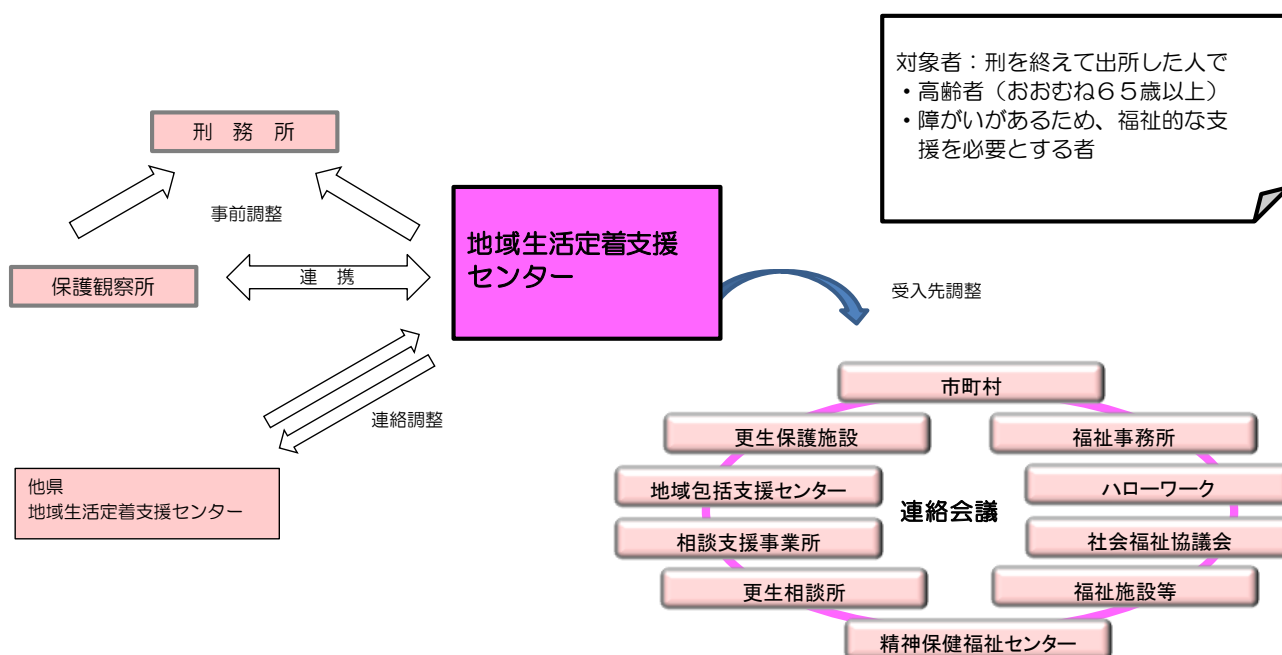 対象者：刑を終えて出所した人で
・高齢者（おおむね６５歳以上）
・障がいがあるため、福祉的な支
援を必要とする者
刑　務　所
事前調整
保護観察所
連　携
地域生活定着支援
センター
受入先調整
連絡調整
他県
地域生活定着支援センター
市町村
更生保護施設
福祉事務所
地域包括支援センター
ハローワーク
連絡会議
相談支援事業所
社会福祉協議会
更生相談所
福祉施設等
精神保健福祉センター